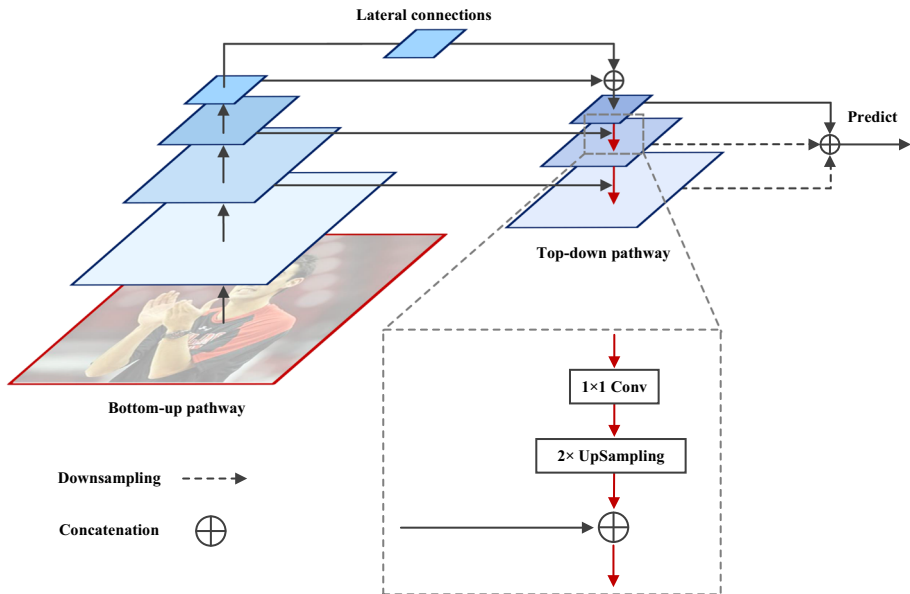 Lateral connections
Predict
Top-down pathway
1×1 Conv
Bottom-up pathway
2× UpSampling
Downsampling
Concatenation